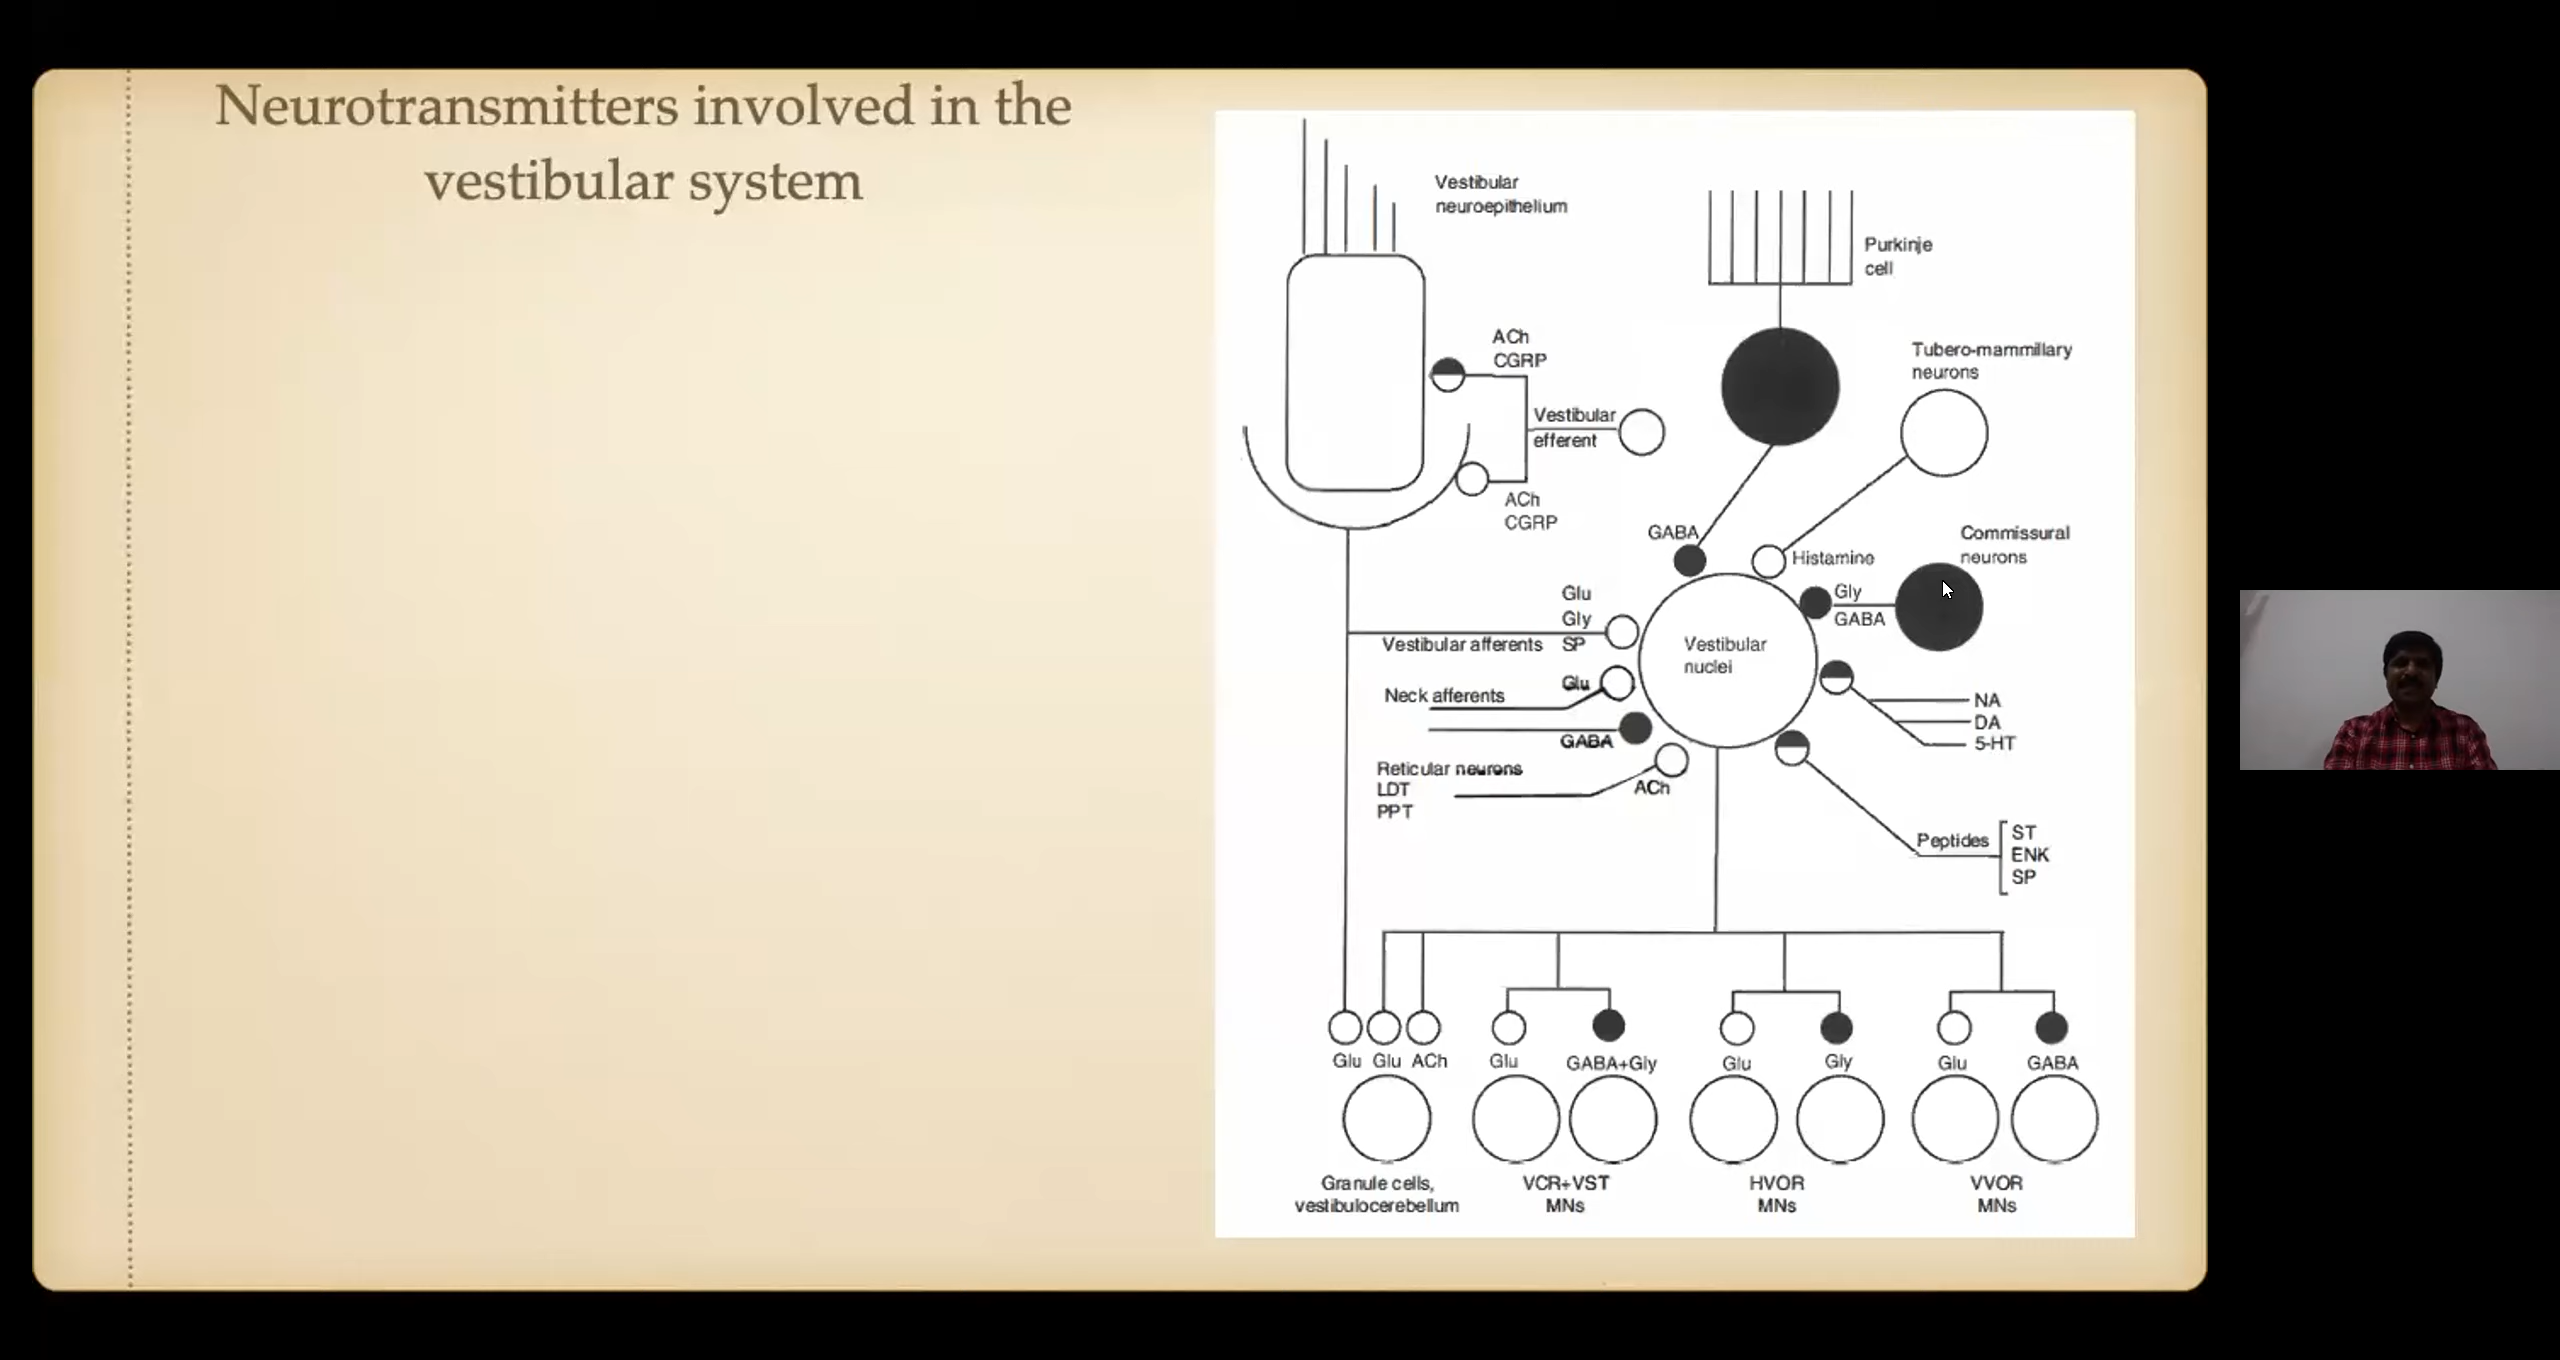 Neurotransmitters involved in the
vestibular system
Vestibular
neuroepithelium
Purkinje
cell
ACh
CGRP
Tubero-mammillary
neurons
Vestibular
efferent
ACh
CGRP
GABA
Histamine
Commissural
neurons
Gly
GABA
Glu
Gly
Vestibular afferents SP
Vestibular
nuclei
Neck afferents Glu
GABA
NA
DA
5-HT
Reticular neurons
LDT
PPT
ACh
Peptides
ST
ENK
SP
Glu Glu ACh Glu GABA+Gly Glu Gly Glu GABA
Granule cells,
vestibulocerebellum
VCR+VST
MNs
HVOR
MNs
VVOR
MNs